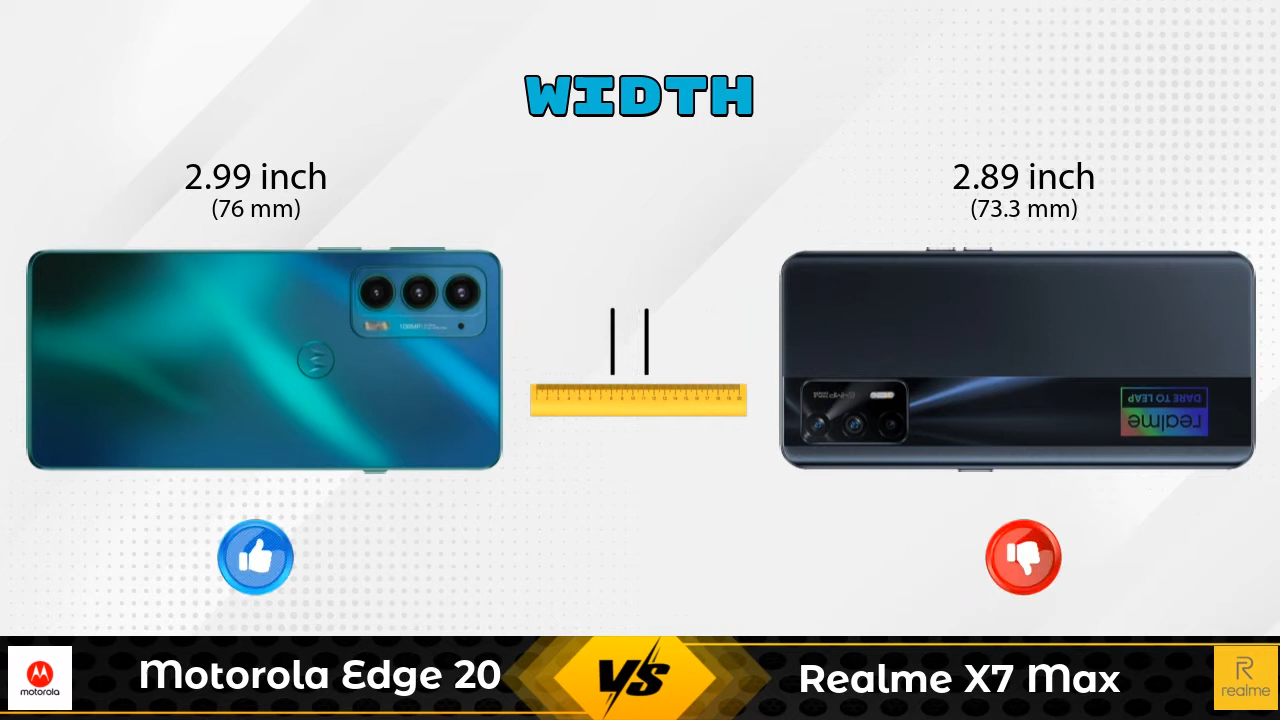 WIDTH
2.99 inch
(76 mm)
2.89 inch
(73.3 mm)
108MP
DARE TO LEAP
realme
motorola
Motorola Edge 20
VS
Realme X7 Max
realme